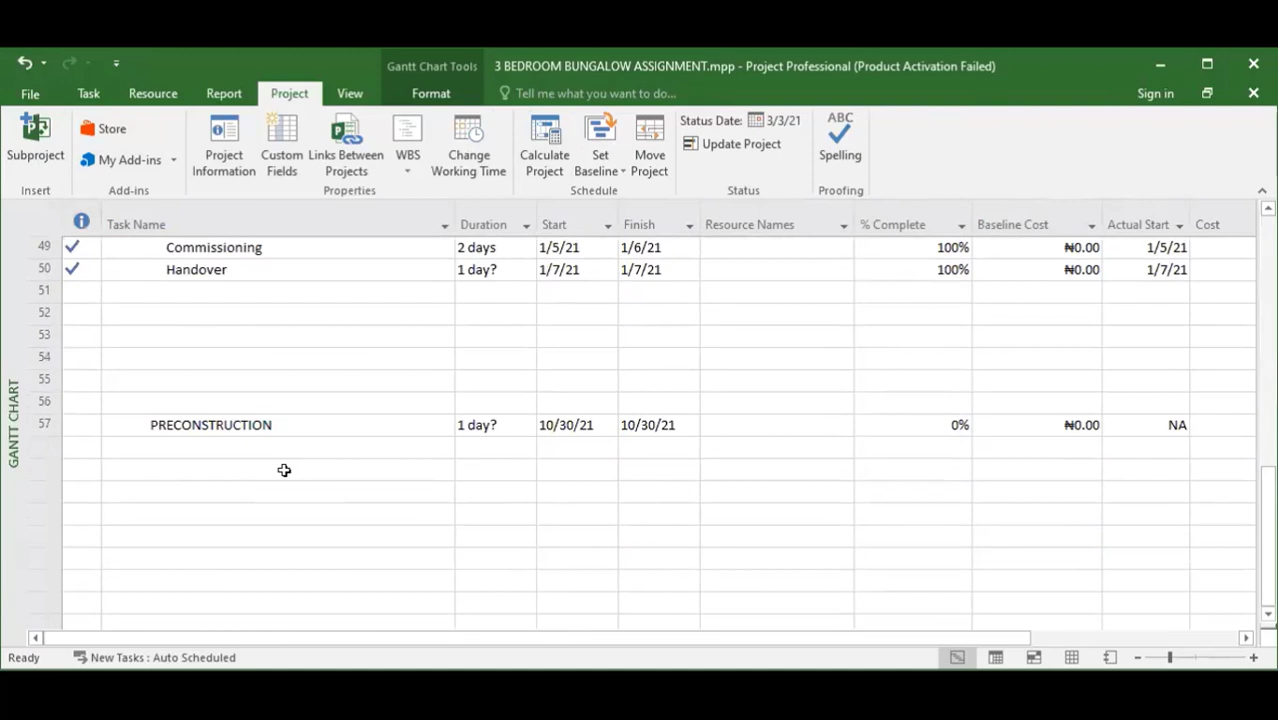 Gantt Chart Tools
3 BEDROOM BUNGALOW ASSIGNMENT.mpp - Project Professional (Product Activation Failed)
File Task Resource Report Project View Format Tell me what you want to do... Sign in
Subproject
Insert
Store
My Add-ins
Add-ins
Project Information
Custom Fields
Links Between Projects
WBS
Change Working Time
Properties
Calculate Project
Set Baseline
Move Project
Schedule
Status Date: 3/3/21
Update Project
Status
ABC
Spelling
Proofing
Task Name Duration Start Finish Resource Names % Complete Baseline Cost Actual Start Cost
49 Commissioning 2 days 1/5/21 1/6/21 100% ₦0.00 1/5/21
50 Handover 1 day? 1/7/21 1/7/21 100% ₦0.00 1/7/21
51
52
53
54
55
56
57 PRECONSTRUCTION 1 day? 10/30/21 10/30/21 0% ₦0.00 NA
GANTT CHART
Ready New Tasks : Auto Scheduled